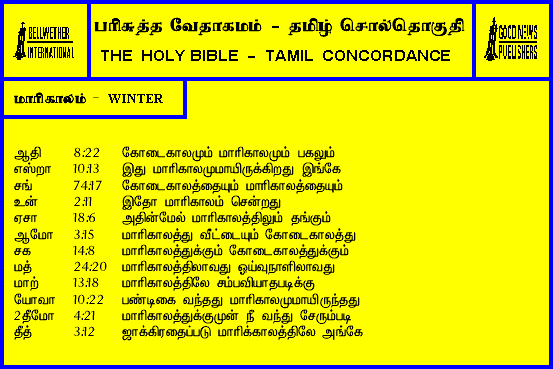 BELLWETHER
INTERNATIONAL
பரிசுத்த வேதாகமம் - தமிழ் சொல்தொகுதி
THE HOLY BIBLE - TAMIL CONCORDANCE
GOOD NEWS
PUBLISHERS
மாரிகாலம் - WINTER
ஆதி 8:22 கோடைகாலமும் மாரிகாலமும் பகலும்
எஸ்றா 10:13 இது மாரிகாலமுமாயிருக்கிறது இங்கே
சங் 74:17 கோடைகாலத்தையும் மாரிகாலத்தையும்
உன் 2:11 இதோ மாரிகாலம் சென்றது
ஏசா 18:6 அதின்மேல் மாரிகாலத்திலும் தங்கும்
ஆமோ 3:15 மாரிகாலத்து வீட்டையும் கோடைகாலத்து
சக 14:8 மாரிகாலத்துக்கும் கோடைகாலத்துக்கும்
மத் 24:20 மாரிகாலத்திலாவது ஓய்வுநாளிலாவது
மாற் 13:18 மாரிகாலத்திலே சம்பவியாதபடிக்கு
யோவா 10:22 பண்டிகை வந்தது மாரிகாலமுமாயிருந்தது
2தீமோ 4:21 மாரிகாலத்துக்குமுன் நீ வந்து சேரும்படி
தீத் 3:12 ஜாக்கிரதைப்படு மாரிக்காலத்திலே அங்கே